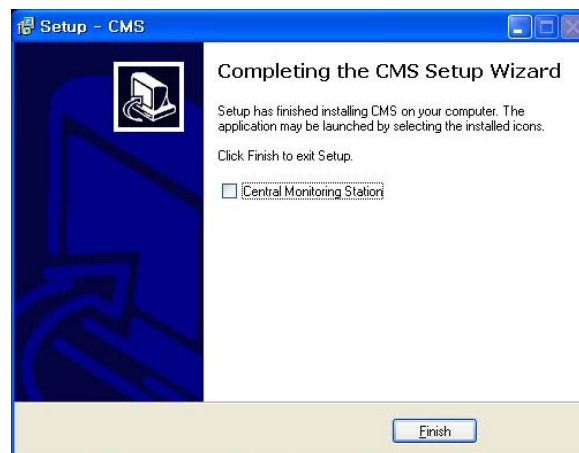 Setup - CMS
Completing the CMS Setup Wizard
Setup has finished installing CMS on your computer. The
application may be launched by selecting the installed icons.
Click Finish to exit Setup.
Central Monitoring Station
Finish